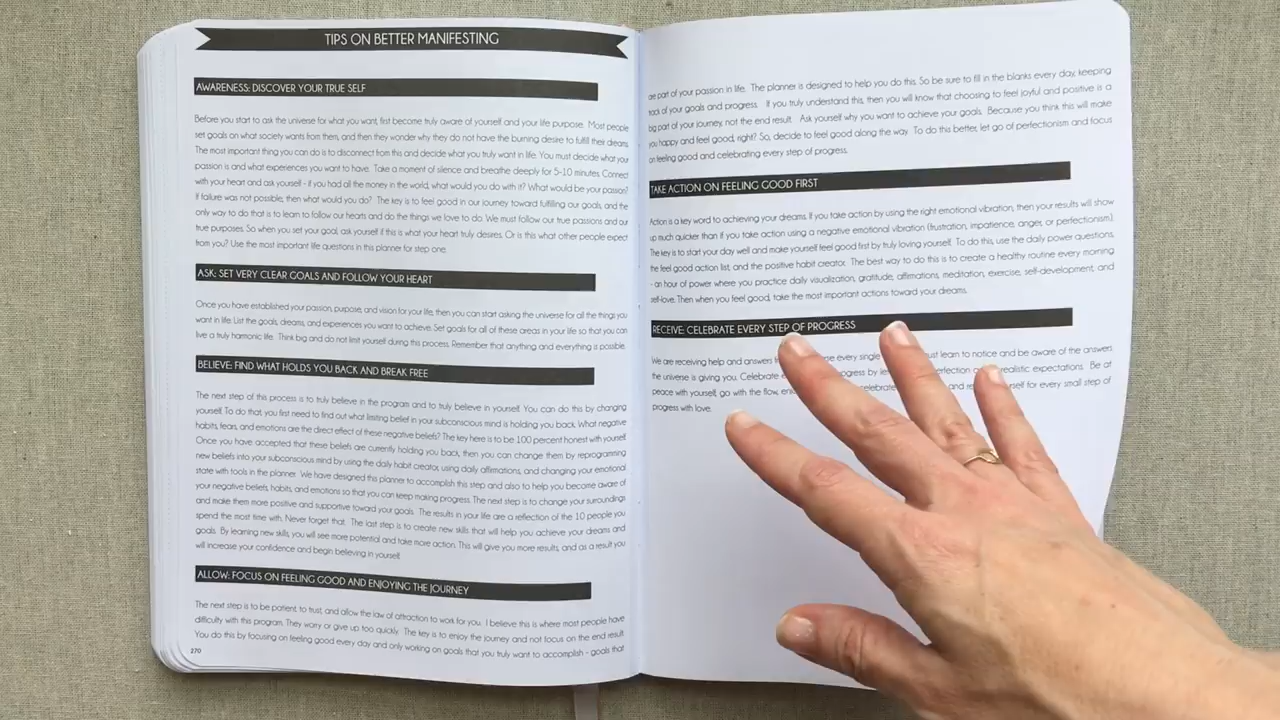 TIPS ON BETTER MANIFESTING
AWARENESS: DISCOVER YOUR TRUE SELF
Before you start to ask the universe for what you want, first become truly aware of yourself and your life purpose. Most people
set goals on what society wants from them, and then they wonder why they do not have the burning desire to fulfill their dreams.
The most important thing you can do is to disconnect from this and decide what you truly want in life. You must decide what your
passion is and what experiences you want to have. Take a moment of silence and breathe deeply for 5-10 minutes. Connect
with your heart and ask yourself - if you had all the money in the world, what would you do with it? What would be your passion?
If failure was not possible, then what would you do? The key is to feel good in our journey toward fulfilling our goals, and the
only way to do that is to learn to follow our hearts and do the things we love to do. We must follow our true passions and our
true purposes. So when you set your goal, ask yourself if this is what your heart truly desires. Or is this what other people expect
from you? Use the most important life questions in this planner for step one.
ASK: SET VERY CLEAR GOALS AND FOLLOW YOUR HEART
Once you have established your passion, purpose, and vision for your life, then you can start asking the universe for all the things you
want in life. List the goals, dreams, and experiences you want to achieve. Set goals for all of these areas in your life so that you can
live a truly harmonic life. Think big and do not limit yourself during this process. Remember that anything and everything is possible.
BELIEVE: FIND WHAT HOLDS YOU BACK AND BREAK FREE
The next step of this process is to truly believe in the program and to truly believe in yourself. You can do this by changing
yourself. To do that, you first need to find out what limiting belief in your subconscious mind is holding you back. What negative
habits, fears, and emotions are the direct effect of these negative beliefs? The key here is to be 100 percent honest with yourself.
Once you have accepted that these beliefs are currently holding you back, then you can change them by reprogramming
new beliefs into your subconscious mind by using the daily habit creator, using daily affirmations, and changing your emotional
state with tools in the planner. We have designed this planner to accomplish this step and also to help you become aware of
your negative beliefs, habits, and emotions so that you can keep making progress. The next step is to change your surroundings
and make them more positive and supportive toward your goals. The results in your life are a reflection of the 10 people you
spend the most time with. Never forget that. The last step is to create new skills that will help you achieve your dreams and
goals. By learning new skills, you will see more potential and take more action. This will give you more results, and as a result you
will increase your confidence and begin believing in yourself.
ALLOW: FOCUS ON FEELING GOOD AND ENJOYING THE JOURNEY
The next step is to be patient, to trust, and allow the law of attraction to work for you. I believe this is where most people have
difficulty with this program. They worry or give up too quickly. The key is to enjoy the journey and not focus on the end result.
You do this by focusing on feeling good every day and only working on goals that you truly want to accomplish - goals that
270
are part of your passion in life. The planner is designed to help you do this. So be sure to fill in the blanks every day, keeping
track of your goals and progress. If you truly understand this, then you will know that choosing to feel joyful and positive is a
big part of your journey, not the end result. Ask yourself why you want to achieve your goals. Because you think this will make
you happy and feel good, right? So, decide to feel good along the way. To do this better, let go of perfectionism and focus
on feeling good and celebrating every step of progress.
TAKE ACTION ON FEELING GOOD FIRST
Action is a key word to achieving your dreams. If you take action by using the right emotional vibration, then your results will show
up much quicker than if you take action using a negative emotional vibration (frustration, impatience, anger, or perfectionism).
The key is to start your day well and make yourself feel good first by truly loving yourself. To do this, use the daily power questions,
the feel good action list, and the positive habit creator. The best way to do this is to create a healthy routine every morning
- an hour of power where you practice daily visualization, gratitude, affirmations, meditation, exercise, self-development, and
self-love. Then when you feel good, take the most important actions toward your dreams.
RECEIVE: CELEBRATE EVERY STEP OF PROGRESS
We are receiving help and answers every single must learn to notice and be aware of the answers
the universe is giving you. Celebrate progress by realistic expectations. Be at
peace with yourself, go with the flow, celebrate and yourself for every small step of
progress with love.